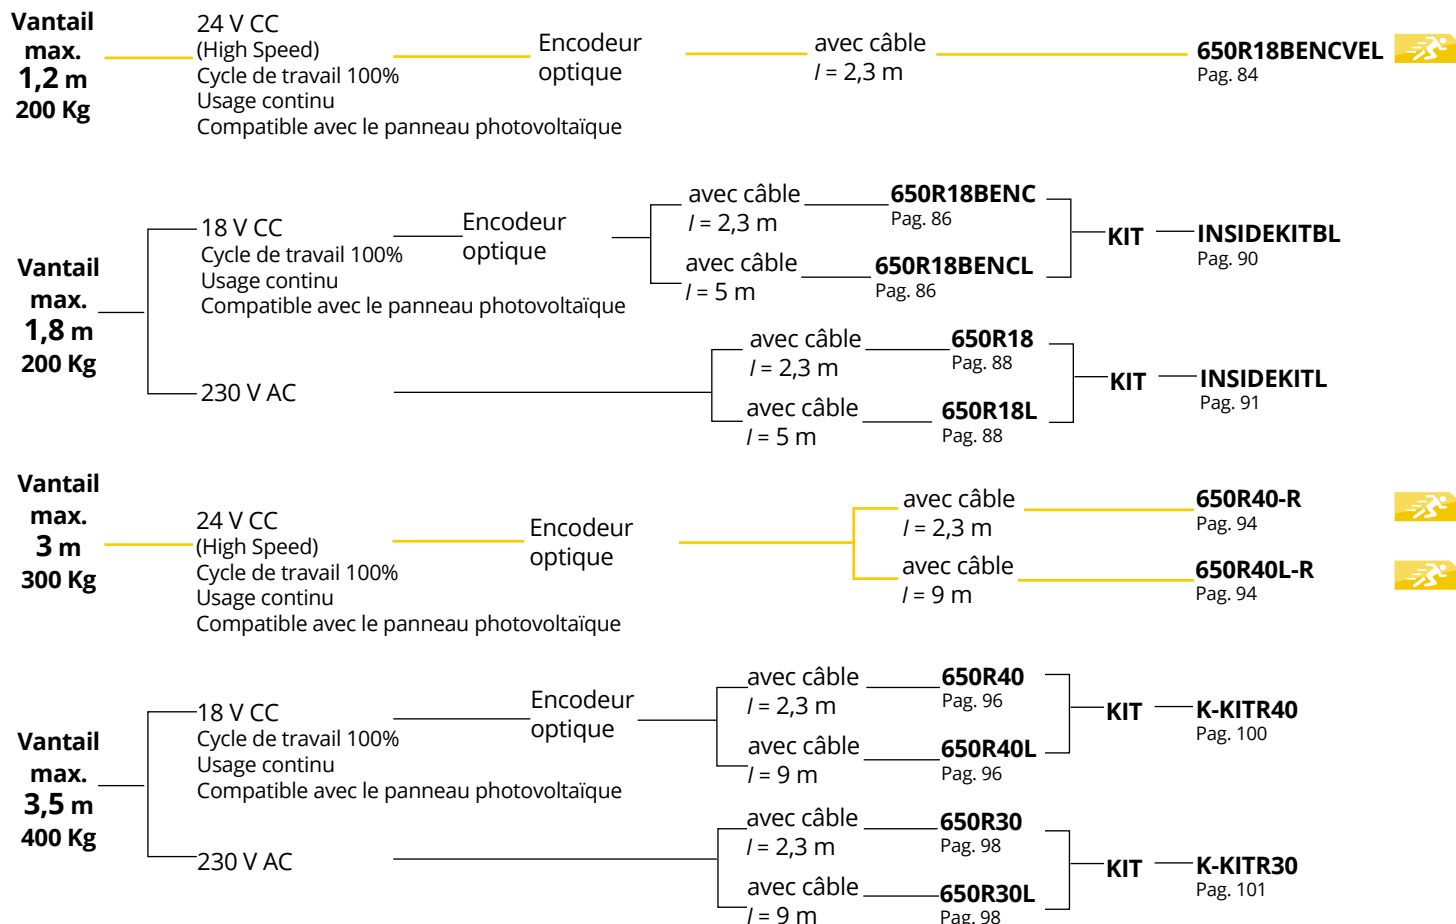 Vantail
max.
1,2 m
200 Kg
24 V CC
(High Speed)
Cycle de travail 100%
Usage continu
Compatible avec le panneau photovoltaïque
Encodeur
optique
avec câble
l = 2,3 m
650R18BENCVEL
Pag. 84
Vantail
max.
1,8 m
200 Kg
18 V CC
Cycle de travail 100%
Usage continu
Compatible avec le panneau photovoltaïque
Encodeur
optique
avec câble
l = 2,3 m
650R18BENC
Pag. 86
avec câble
l = 5 m
650R18BENCL
Pag. 86
KIT
INSIDEKITBL
Pag. 90
230 V AC
avec câble
l = 2,3 m
650R18
Pag. 88
avec câble
l = 5 m
650R18L
Pag. 88
KIT
INSIDEKITL
Pag. 91
Vantail
max.
3 m
300 Kg
24 V CC
(High Speed)
Cycle de travail 100%
Usage continu
Compatible avec le panneau photovoltaïque
Encodeur
optique
avec câble
l = 2,3 m
650R40-R
Pag. 94
avec câble
l = 9 m
650R40L-R
Pag. 94
Vantail
max.
3,5 m
400 Kg
18 V CC
Cycle de travail 100%
Usage continu
Compatible avec le panneau photovoltaïque
Encodeur
optique
avec câble
l = 2,3 m
650R40
Pag. 96
avec câble
l = 9 m
650R40L
Pag. 96
KIT
K-KITR40
Pag. 100
230 V AC
avec câble
l = 2,3 m
650R30
Pag. 98
avec câble
l = 9 m
650R30L
Pag. 98
KIT
K-KITR30
Pag. 101